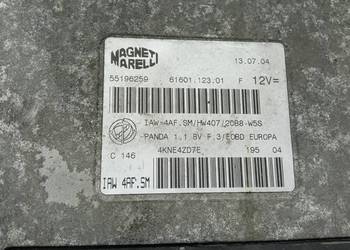 MAGNETI MARELLI
13.07.04
55196259 61601.123.01 F 12V=
IAW-4AF.SM/HW407/20B8-W5S
PANDA 1.1 8V F.3/EOBD EUROPA
C 146 4KNE4ZD7E 195 04
IAW 4AF.SM